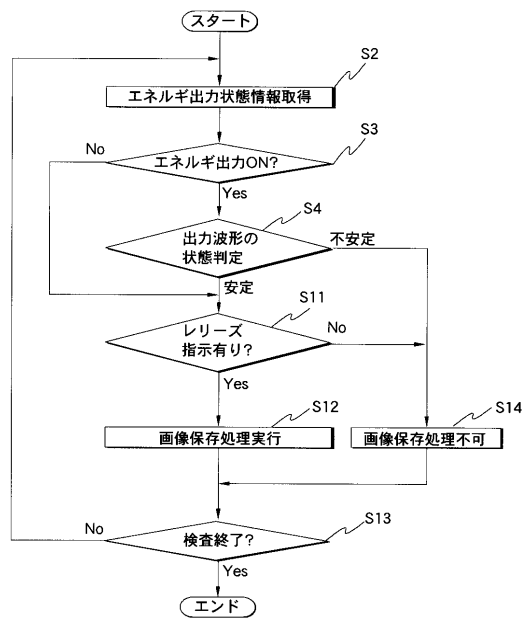 スタート
S2
エネルギ出力状態情報取得
S3
No
エネルギ出力ON?
Yes
S4
出力波形の
状態判定
不安定
安定
S11
レリーズ
指示有り?
No
Yes
S12
画像保存処理実行
S14
画像保存処理不可
S13
No
検査終了?
Yes
エンド